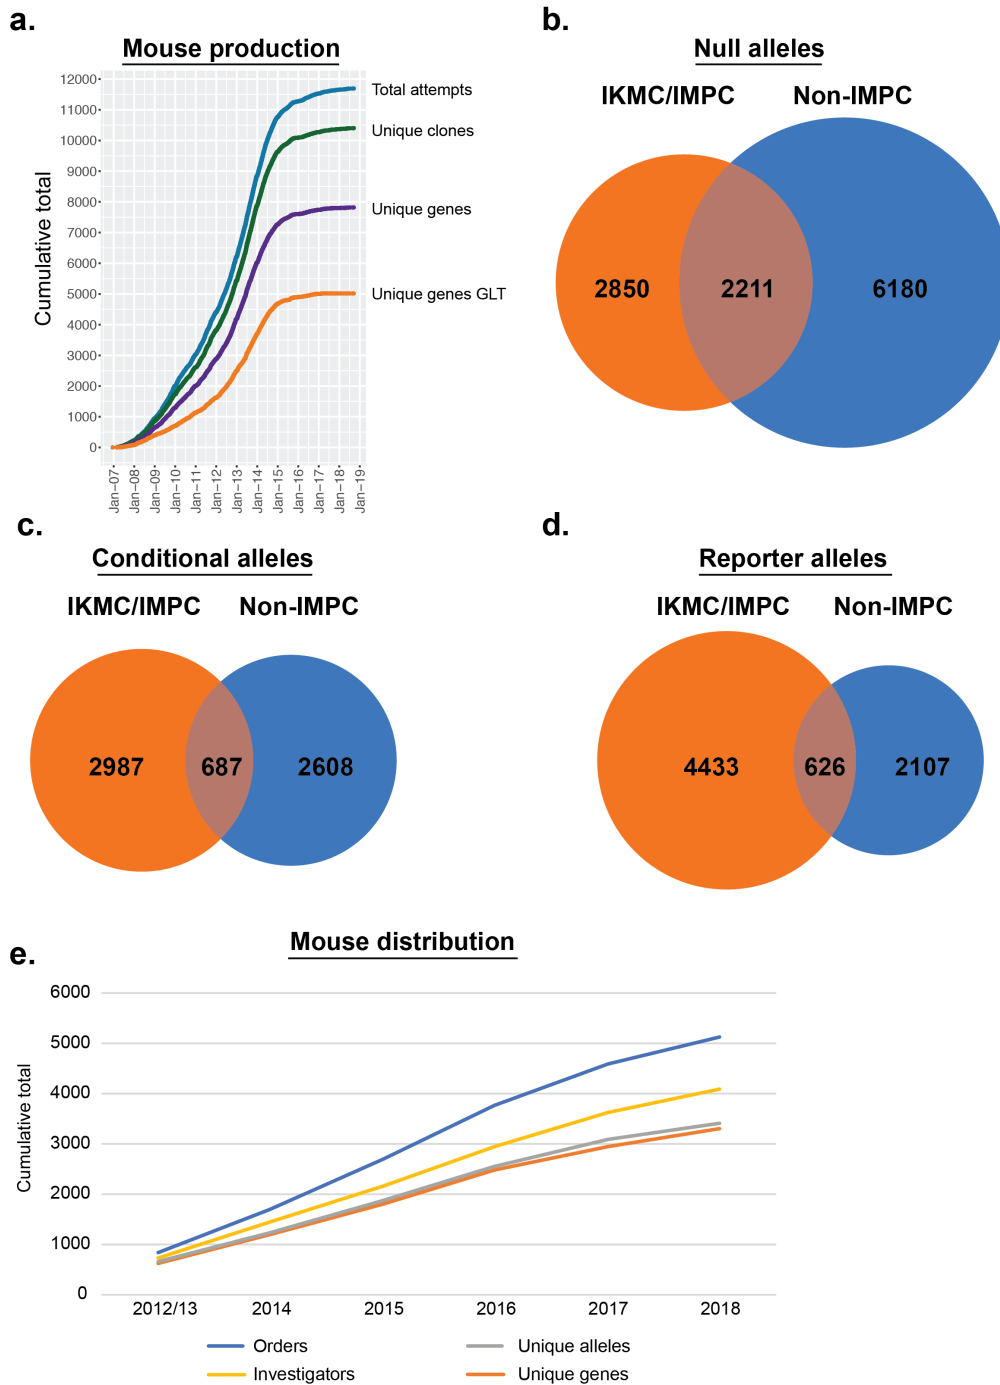 a.
Mouse production
12000
11000
10000
9000
8000
7000
6000
5000
4000
3000
2000
1000
0
Cumulative total
Total attempts
Unique clones
Unique genes
Unique genes GLT
Jan-07
Jan-08
Jan-09
Jan-10
Jan-11
Jan-12
Jan-13
Jan-14
Jan-15
Jan-16
Jan-17
Jan-18
Jan-19
b.
Null alleles
IKMC/IMPC Non-IMPC
2850 2211 6180
c.
Conditional alleles
IKMC/IMPC Non-IMPC
2987 687 2608
d.
Reporter alleles
IKMC/IMPC Non-IMPC
4433 626 2107
e.
Mouse distribution
6000
5000
4000
3000
2000
1000
0
Cumulative total
2012/13 2014 2015 2016 2017 2018
Orders Unique alleles
Investigators Unique genes